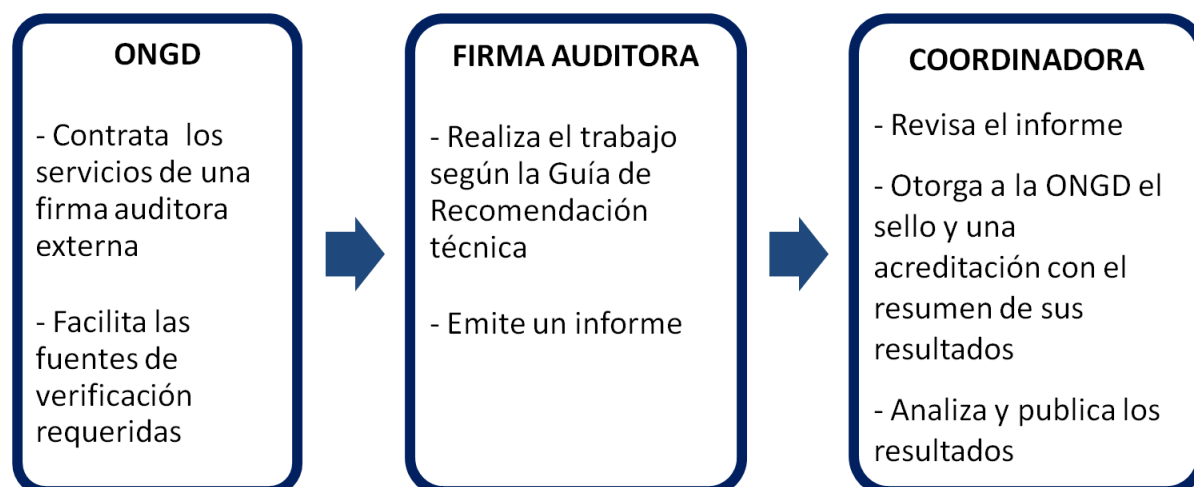 ONGD
- Contrata los
servicios de una
firma auditora
externa
- Facilita las
fuentes de
verificación
requeridas
FIRMA AUDITORA
- Realiza el trabajo
según la Guía de
Recomendación
técnica
- Emite un informe
COORDINADORA
- Revisa el informe
- Otorga a la ONGD el
sello y una
acreditación con el
resumen de sus
resultados
- Analiza y publica los
resultados